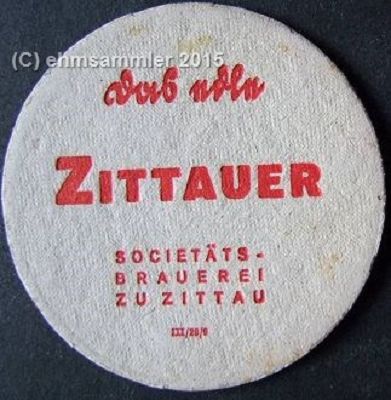 (C) ehmsammler 2015
das edle
ZITTAUER
SOCIETÄTS-
BRAUEREI
ZU ZITTAU